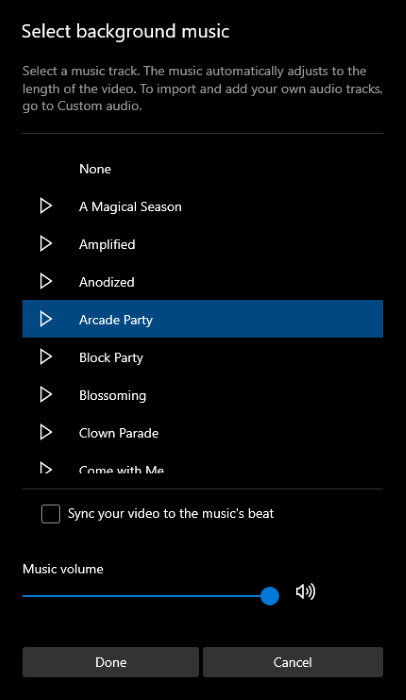 Select background music
Select a music track. The music automatically adjusts to the
length of the video. To import and add your own audio tracks,
go to Custom audio.
None
A Magical Season
Amplified
Anodized
Arcade Party
Block Party
Blossoming
Clown Parade
Come with Me
Sync your video to the music's beat
Music volume
Done
Cancel